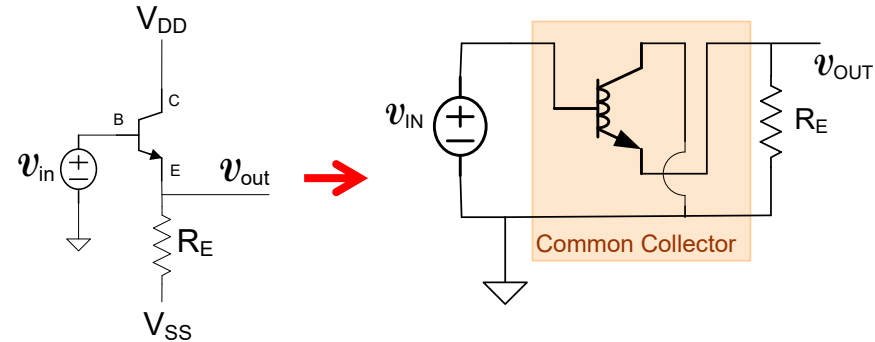 VDD
C
B
E
vin
+
−
vout
RE
VSS
vIN
+
−
vOUT
RE
Common Collector